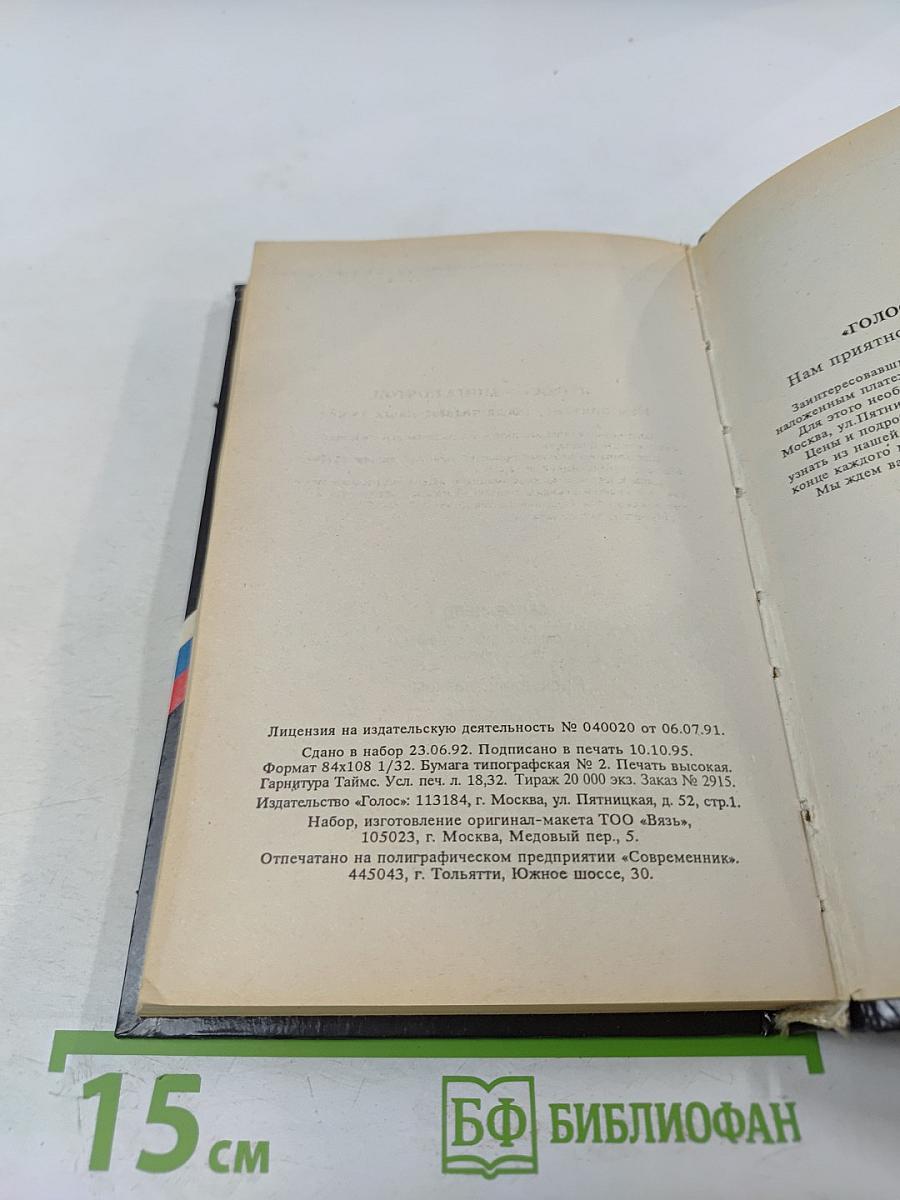 Лицензия на издательскую деятельность № 040020 от 06.07.91.
Сдано в набор 23.06.92. Подписано в печать 10.10.95.
Формат 84х108 1/32. Бумага типографская № 2. Печать высокая.
Гарнитура Таймс. Усл. печ. л. 18,32. Тираж 20 000 экз. Заказ № 2915.
Издательство «Голос»: 113184, г. Москва, ул. Пятницкая, д. 52, стр.1.
Набор, изготовление оригинал-макета ТОО «Вязь»,
105023, г. Москва, Медовый пер., 5.
Отпечатано на полиграфическом предприятии «Современник».
445043, г. Тольятти, Южное шоссе, 30.
«ГОЛО
Нам приятно
Заинтересовавши
наложенным плате
Для этого необ
Москва, ул.Пятни
Цены и подро
узнать из нашей
конце каждого
Мы ждем ва
15 см
БФ БИБЛИОФАН